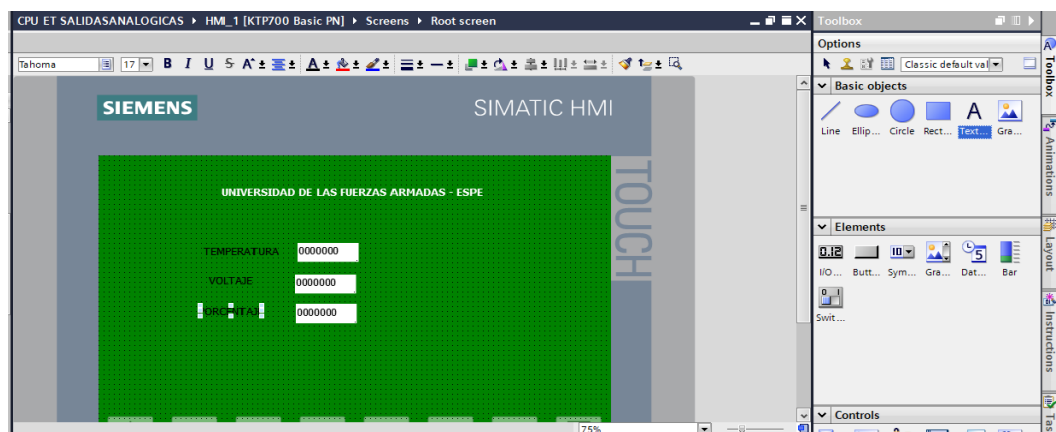 CPU ET SALIDASANALOGICAS ▸ HMI_1 [KTP700 Basic PN] ▸ Screens ▸ Root screen
Toolbox
Options
Tahoma 17 B I U S A
Classic default val
Toolbox
Basic objects
SIEMENS
SIMATIC HMI
Line Ellip... Circle Rect... Text... Gra...
Animations
TOUCH
UNIVERSIDAD DE LAS FUERZAS ARMADAS - ESPE
Elements
TEMPERATURA 0000000
Layout
I/O ... Butt... Sym... Gra... Dat... Bar
VOLTAJE 0000000
PORCENTAJ 0000000
Swit...
Instructions
Controls
75%